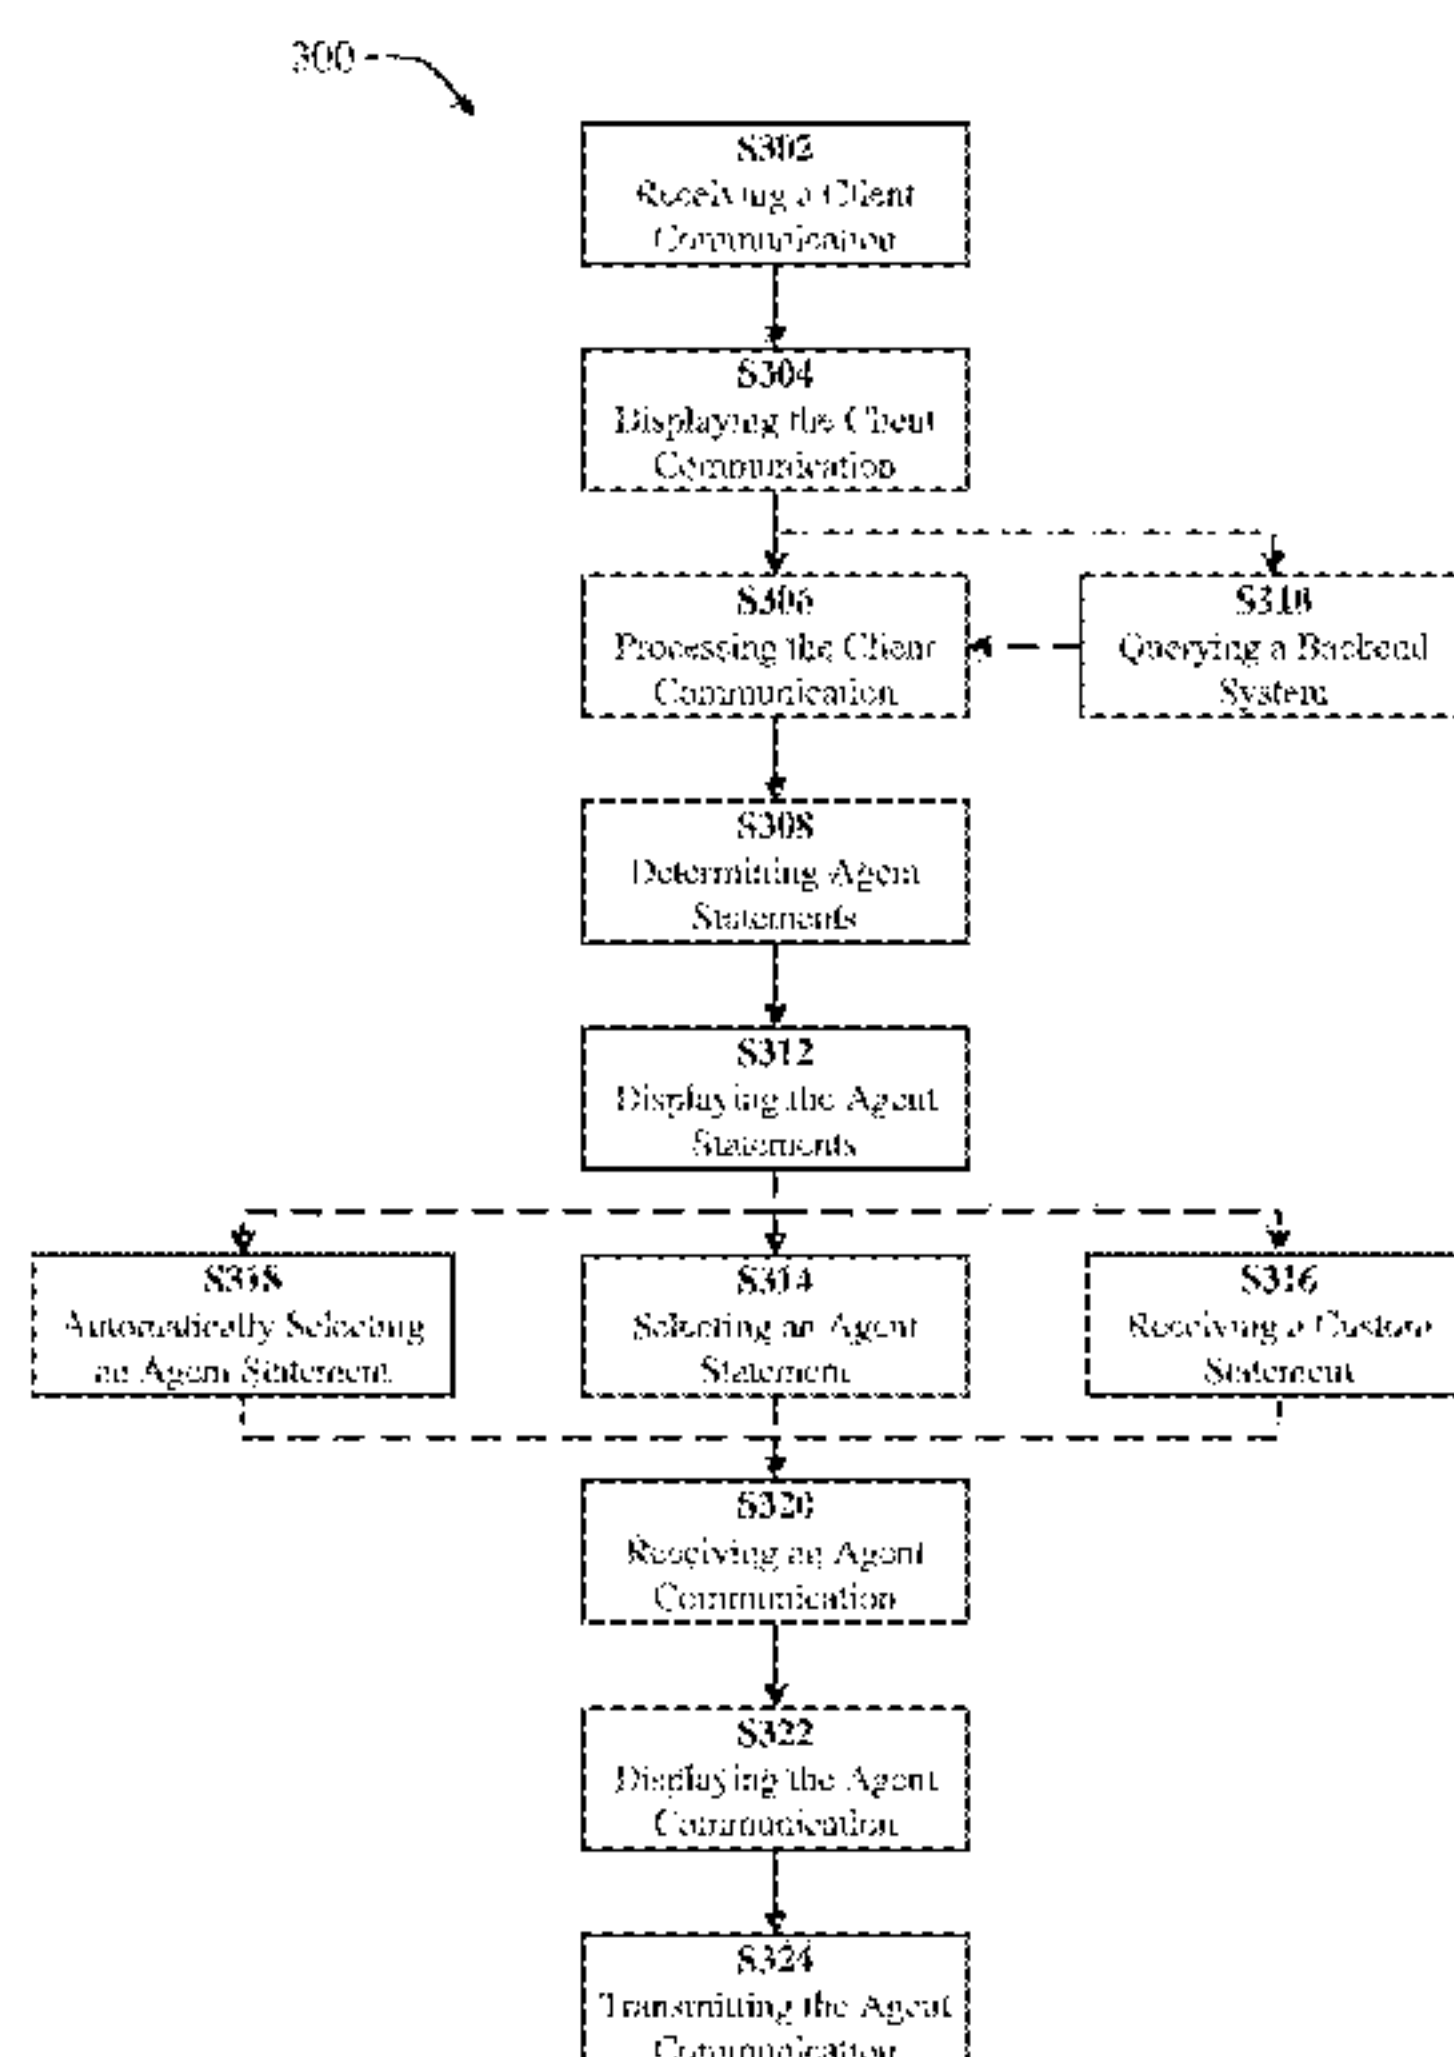 300
S302
Receiving a Client
Communication
S304
Displaying the Client
Communication
S306
Processing the Client
Communication
S310
Querying a Backend
System
S308
Determining Agent
Statements
S312
Displaying the Agent
Statements
S318
Automatically Selecting
an Agent Statement
S314
Selecting an Agent
Statement
S316
Receiving a Custom
Statement
S320
Receiving an Agent
Communication
S322
Displaying the Agent
Communication
S324
Transmitting the Agent
Communication